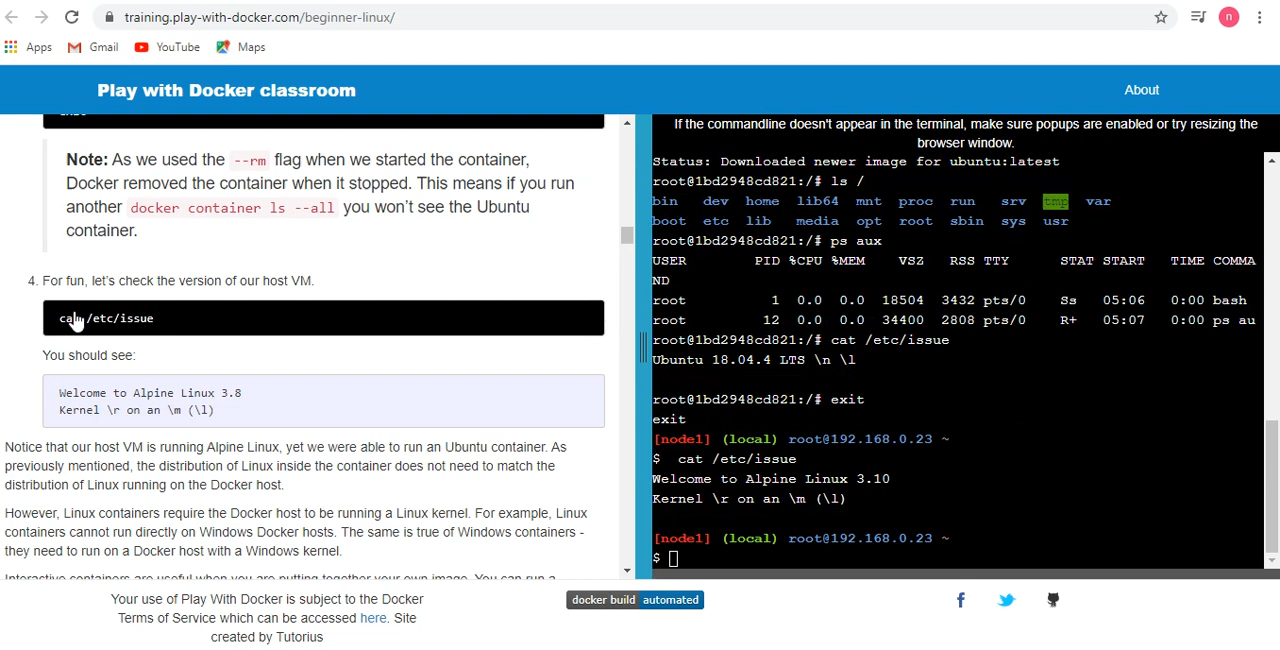 training.play-with-docker.com/beginner-linux/
n
Apps Gmail YouTube Maps
Play with Docker classroom
About
Note: As we used the --rm flag when we started the container,
Docker removed the container when it stopped. This means if you run
another docker container ls --all you won't see the Ubuntu
container.
4. For fun, let's check the version of our host VM.
cat /etc/issue
You should see:
Welcome to Alpine Linux 3.8
Kernel \r on an \m (\l)
Notice that our host VM is running Alpine Linux, yet we were able to run an Ubuntu container. As
previously mentioned, the distribution of Linux inside the container does not need to match the
distribution of Linux running on the Docker host.
However, Linux containers require the Docker host to be running a Linux kernel. For example, Linux
containers cannot run directly on Windows Docker hosts. The same is true of Windows containers -
they need to run on a Docker host with a Windows kernel.
Interactive containers are useful when you are putting together your own image. You can run a
If the commandline doesn't appear in the terminal, make sure popups are enabled or try resizing the
browser window.
Status: Downloaded newer image for ubuntu:latest
root@1bd2948cd821:/# ls /
bin dev home lib64 mnt proc run srv tmp var
boot etc lib media opt root sbin sys usr
root@1bd2948cd821:/# ps aux
USER PID %CPU %MEM VSZ RSS TTY STAT START TIME COMMA
ND
root 1 0.0 0.0 18504 3432 pts/0 Ss 05:06 0:00 bash
root 12 0.0 0.0 34400 2808 pts/0 R+ 05:07 0:00 ps au
root@1bd2948cd821:/# cat /etc/issue
Ubuntu 18.04.4 LTS \n \l
root@1bd2948cd821:/# exit
exit
[node1] (local) root@192.168.0.23 ~
$ cat /etc/issue
Welcome to Alpine Linux 3.10
Kernel \r on an \m (\l)
[node1] (local) root@192.168.0.23 ~
$
Your use of Play With Docker is subject to the Docker
Terms of Service which can be accessed here. Site
created by Tutorius
docker build automated